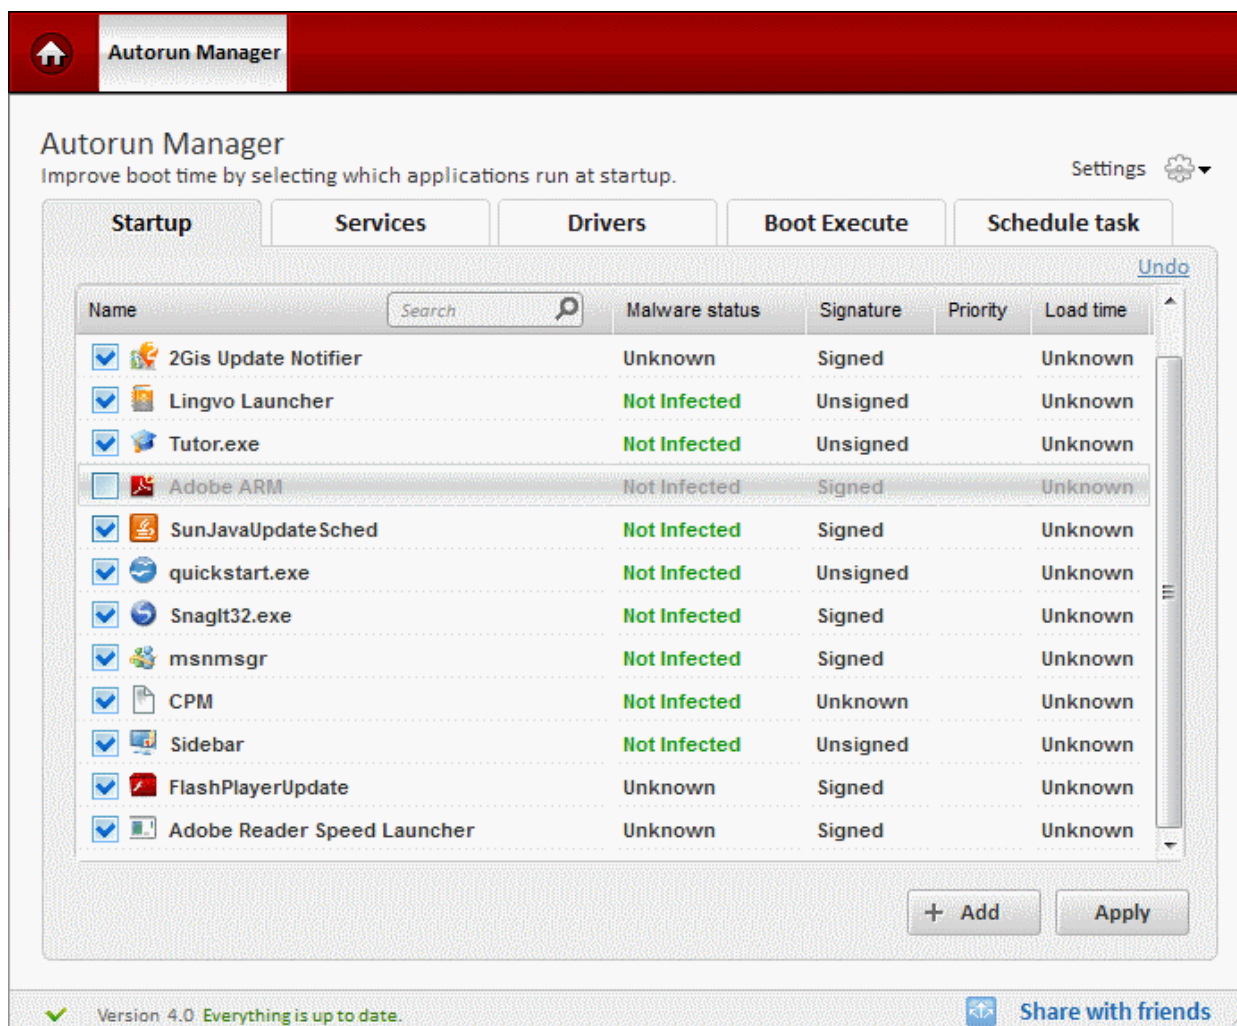 Autorun Manager
Autorun Manager
Improve boot time by selecting which applications run at startup.
Settings
Startup Services Drivers Boot Execute Schedule task
Undo
Name Search Malware status Signature Priority Load time
2Gis Update Notifier Unknown Signed Unknown
Lingvo Launcher Not Infected Unsigned Unknown
Tutor.exe Not Infected Unsigned Unknown
Adobe ARM Not Infected Signed Unknown
SunJavaUpdateSched Not Infected Signed Unknown
quickstart.exe Not Infected Unsigned Unknown
SnagIt32.exe Not Infected Signed Unknown
msnmsgr Not Infected Signed Unknown
CPM Not Infected Unknown Unknown
Sidebar Not Infected Unsigned Unknown
FlashPlayerUpdate Unknown Signed Unknown
Adobe Reader Speed Launcher Unknown Signed Unknown
+ Add Apply
Version 4.0 Everything is up to date. Share with friends